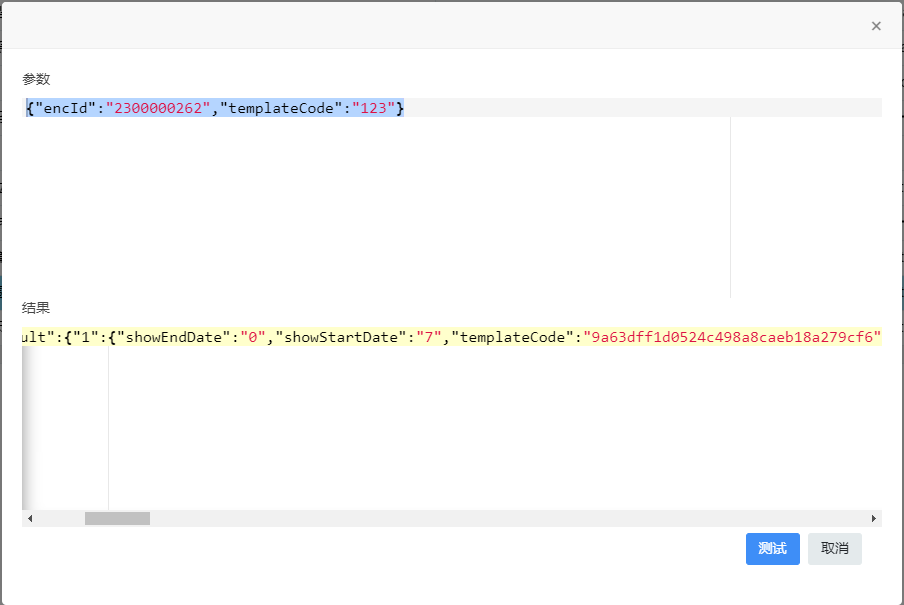 ×
参数
{"encId":"2300000262","templateCode":"123"}
结果
ult":{"1":{"showEndDate":"0","showStartDate":"7","templateCode":"9a63dff1d0524c498a8caeb18a279cf6"
测试 取消